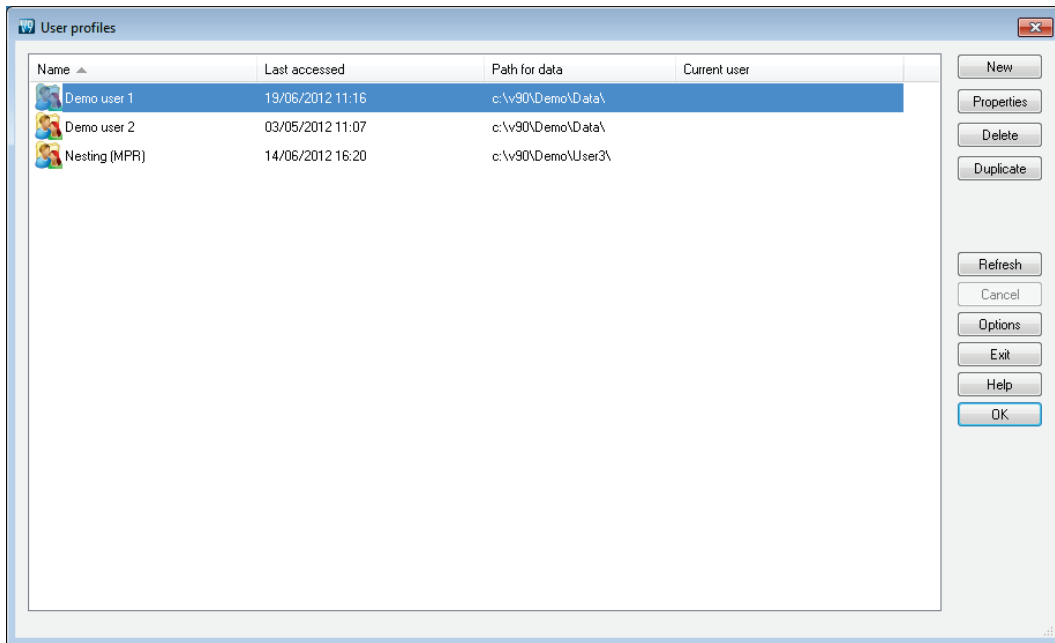 V9 User profiles
Name Last accessed Path for data Current user
Demo user 1 19/06/2012 11:16 c:\v90\Demo\Data\
Demo user 2 03/05/2012 11:07 c:\v90\Demo\Data\
Nesting (MPR) 14/06/2012 16:20 c:\v90\Demo\User3\
New
Properties
Delete
Duplicate
Refresh
Cancel
Options
Exit
Help
OK